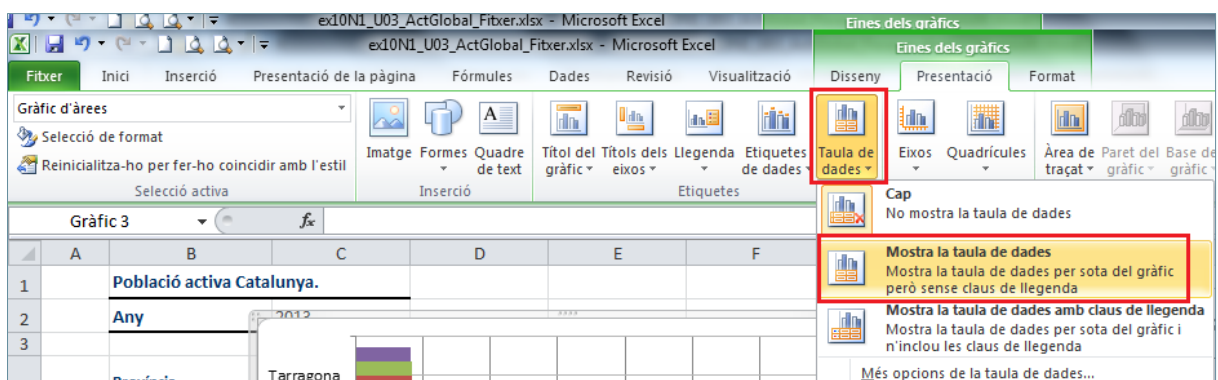 ex10N1_U03_ActGlobal_Fitxer.xlsx - Microsoft Excel
Eines dels gràfics
ex10N1_U03_ActGlobal_Fitxer.xlsx - Microsoft Excel
Eines dels gràfics
Fitxer Inici Inserció Presentació de la pàgina Fórmules Dades Revisió Visualització Disseny Presentació Format
Gràfic d'àrees
Selecció de format
Reinicialitza-ho per fer-ho coincidir amb l'estil
Selecció activa
Imatge Formes Quadre de text
Inserció
Títol del gràfic Títols dels eixos Llegenda Etiquetes de dades Taula de dades
Etiquetes
Eixos Quadrícules Àrea de traçat Paret del gràfic Base de gràfic
Cap
No mostra la taula de dades
Mostra la taula de dades
Mostra la taula de dades per sota del gràfic
però sense claus de llegenda
Mostra la taula de dades amb claus de llegenda
Mostra la taula de dades per sota del gràfic i
n'inclou les claus de llegenda
Més opcions de la taula de dades...
Gràfic 3 fx
A B C D E F
1 Població activa Catalunya.
2 Any 2013
3
Tarragona